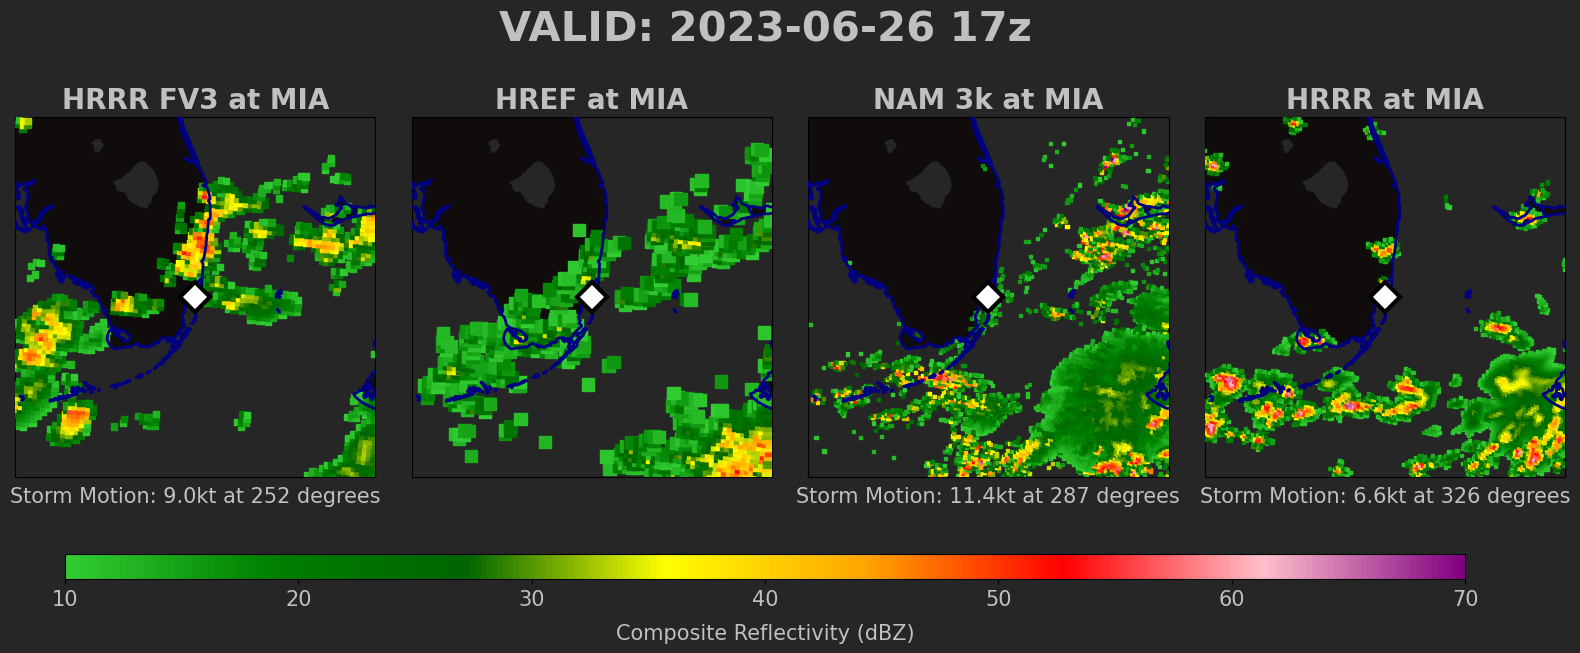 VALID: 2023-06-26 17z
HRRR FV3 at MIA
HREF at MIA
NAM 3k at MIA
HRRR at MIA
Storm Motion: 9.0kt at 252 degrees
Storm Motion: 11.4kt at 287 degrees
Storm Motion: 6.6kt at 326 degrees
10 20 30 40 50 60 70
Composite Reflectivity (dBZ)